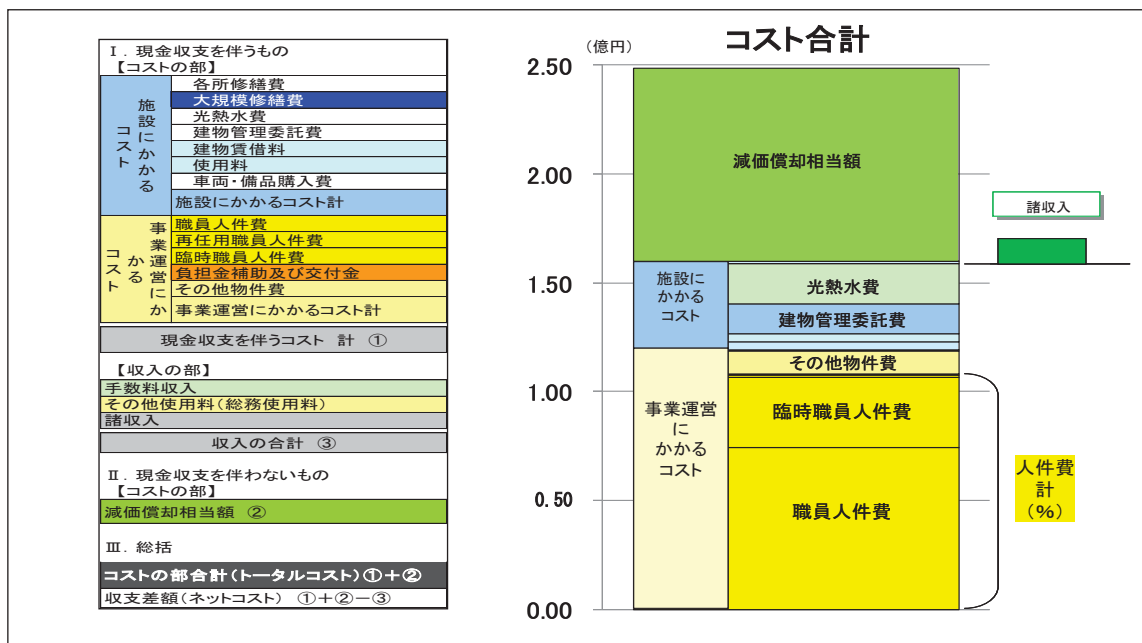 Ⅰ．現金収支を伴うもの
【コストの部】
施設にかかる
コスト
各所修繕費
大規模修繕費
光熱水費
建物管理委託費
建物賃借料
使用料
車両・備品購入費
施設にかかるコスト計
事業運営にか
かる
コスト
職員人件費
再任用職員人件費
臨時職員人件費
負担金補助及び交付金
その他物件費
事業運営にかかるコスト計
現金収支を伴うコスト 計 ①
【収入の部】
手数料収入
その他使用料(総務使用料)
諸収入
収入の合計 ③
Ⅱ．現金収支を伴わないもの
【コストの部】
減価償却相当額 ②
Ⅲ．総括
コストの部合計(トータルコスト)①＋②
収支差額(ネットコスト) ①＋②－③
コスト合計
(億円)
2.50
2.00
1.50
1.00
0.50
0.00
減価償却相当額
施設に
かかる
コスト
光熱水費
建物管理委託費
その他物件費
事業運営
に
かかる
コスト
臨時職員人件費
職員人件費
諸収入
人件費
計
(％)